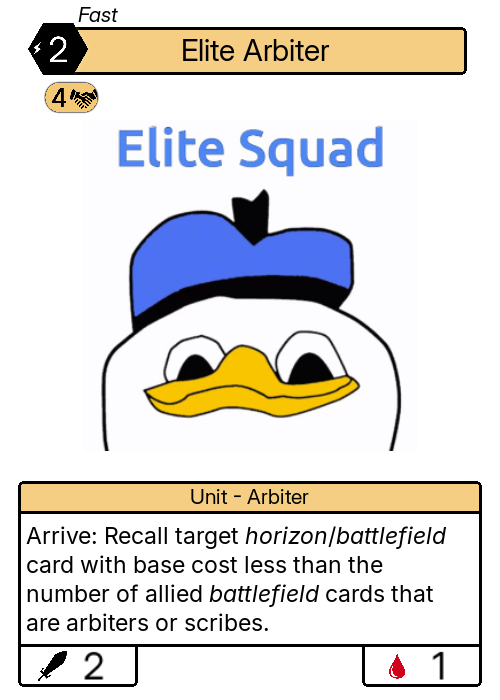 Fast
2
Elite Arbiter
4
Elite Squad
Unit - Arbiter
Arrive: Recall target horizon/battlefield
card with base cost less than the
number of allied battlefield cards that
are arbiters or scribes.
2
1